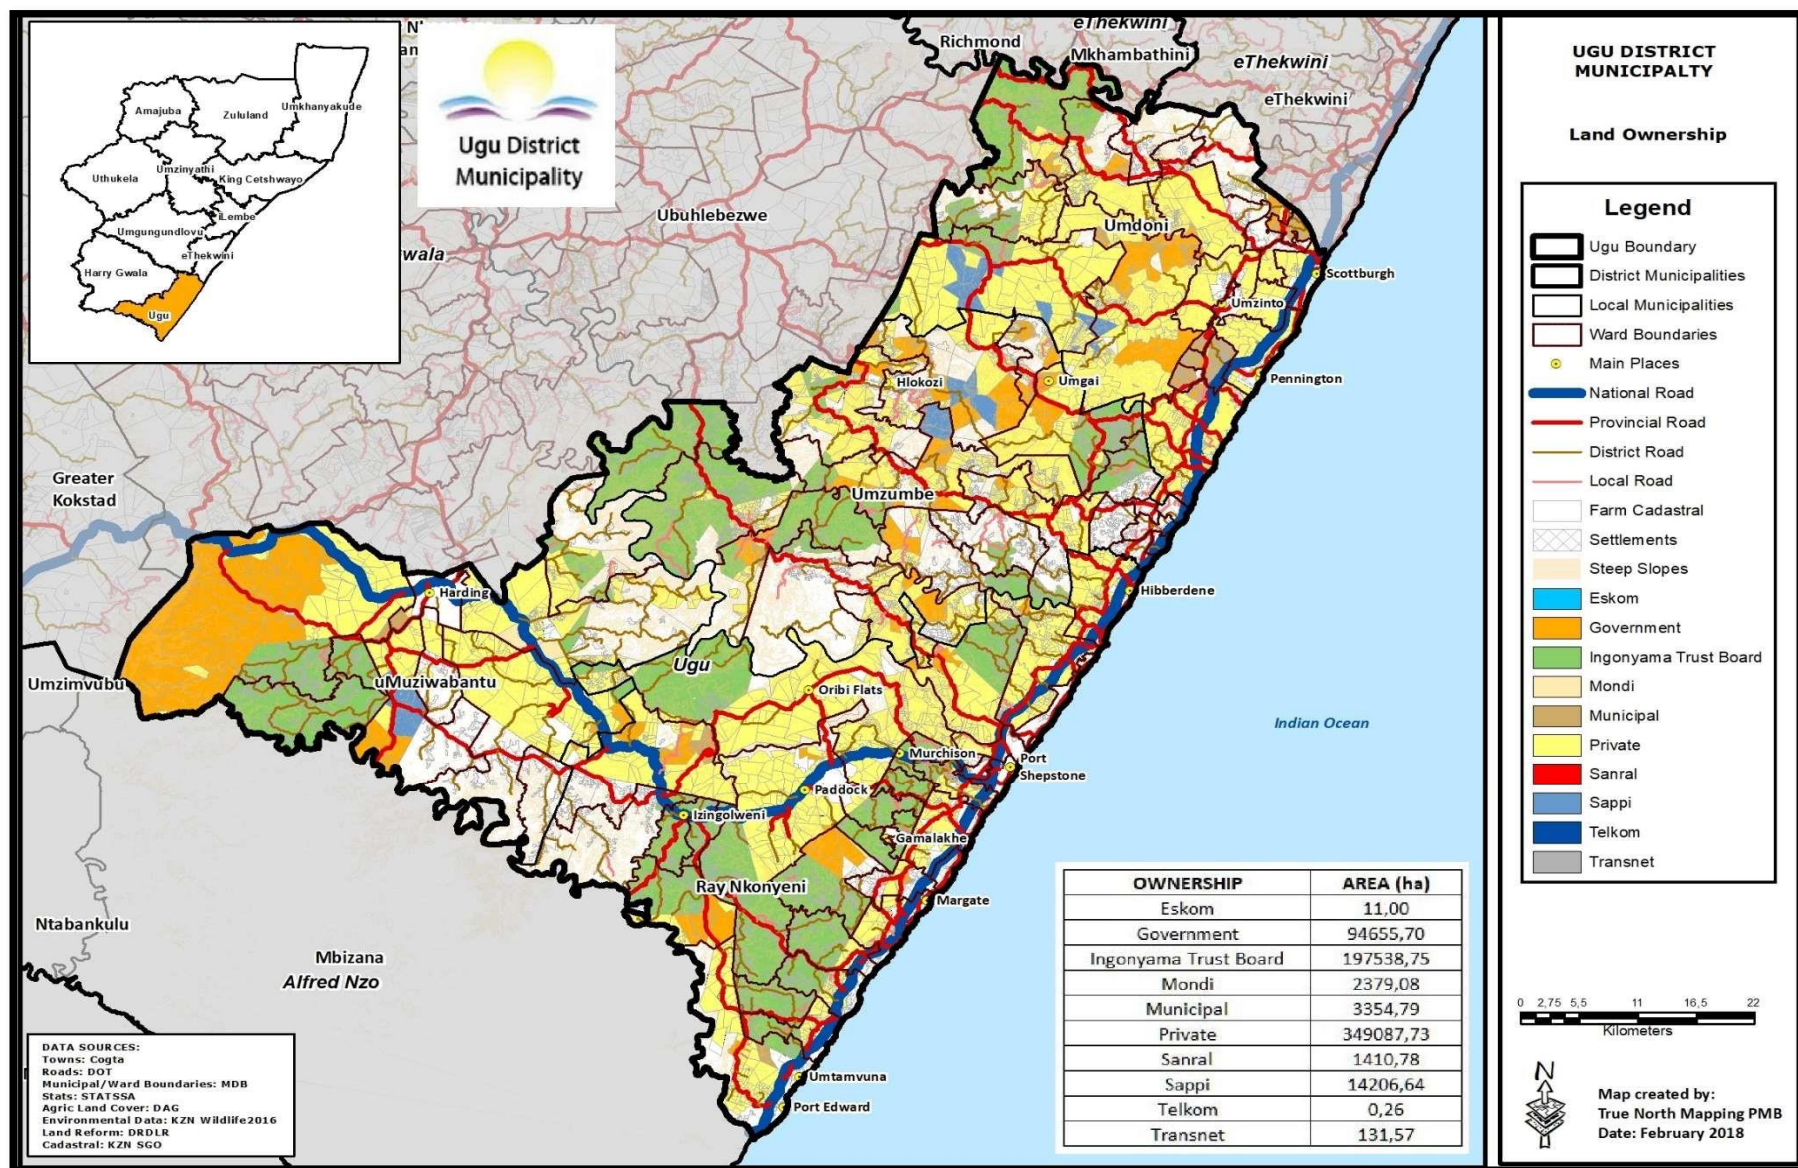 UGU DISTRICT
MUNICIPALTY
Land Ownership
Legend
Ugu Boundary
District Municipalities
Local Municipalities
Ward Boundaries
Main Places
National Road
Provincial Road
District Road
Local Road
Farm Cadastral
Settlements
Steep Slopes
Eskom
Government
Ingonyama Trust Board
Mondi
Municipal
Private
Sanral
Sappi
Telkom
Transnet
0 2,75 5,5 11 16,5 22
Kilometers
N
Map created by:
True North Mapping PMB
Date: February 2018
Amajuba
Zululand
Umkhanyakude
Uthukela
Umzinyathi
King Cetshwayo
iLembe
Umgungundlovu
eThekwini
Harry Gwala
Ugu
Ugu District
Municipality
eThekwini
Richmond
Mkhambathini
eThekwini
eThekwini
Ubuhlebezwe
wala
Umdoni
Scottburgh
Umzinto
Pennington
Hlokozi
Umgai
Greater
Kokstad
Umzumbe
Harding
Hibberdene
Ugu
Umzimvubu
uMuziwabantu
Oribi Flats
Indian Ocean
Murchison
Port
Shepstone
Paddock
Izingolweni
Gamalakhe
Ray Nkonyeni
Margate
Ntabankulu
Mbizana
Alfred Nzo
Umtamvuna
Port Edward
OWNERSHIP AREA (ha)
Eskom 11,00
Government 94655,70
Ingonyama Trust Board 197538,75
Mondi 2379,08
Municipal 3354,79
Private 349087,73
Sanral 1410,78
Sappi 14206,64
Telkom 0,26
Transnet 131,57
DATA SOURCES:
Towns: Cogta
Roads: DOT
Municipal/Ward Boundaries: MDB
Stats: STATSSA
Agric Land Cover: DAG
Environmental Data: KZN Wildlife2016
Land Reform: DRDLR
Cadastral: KZN SGO